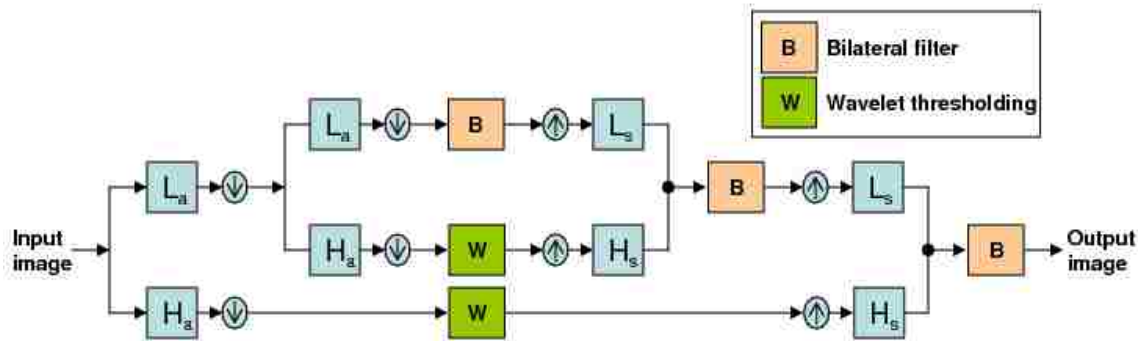 B Bilateral filter
W Wavelet thresholding
La B Ls
La B Ls
Ha W Hs
Input image
B
Output image
Ha W Hs